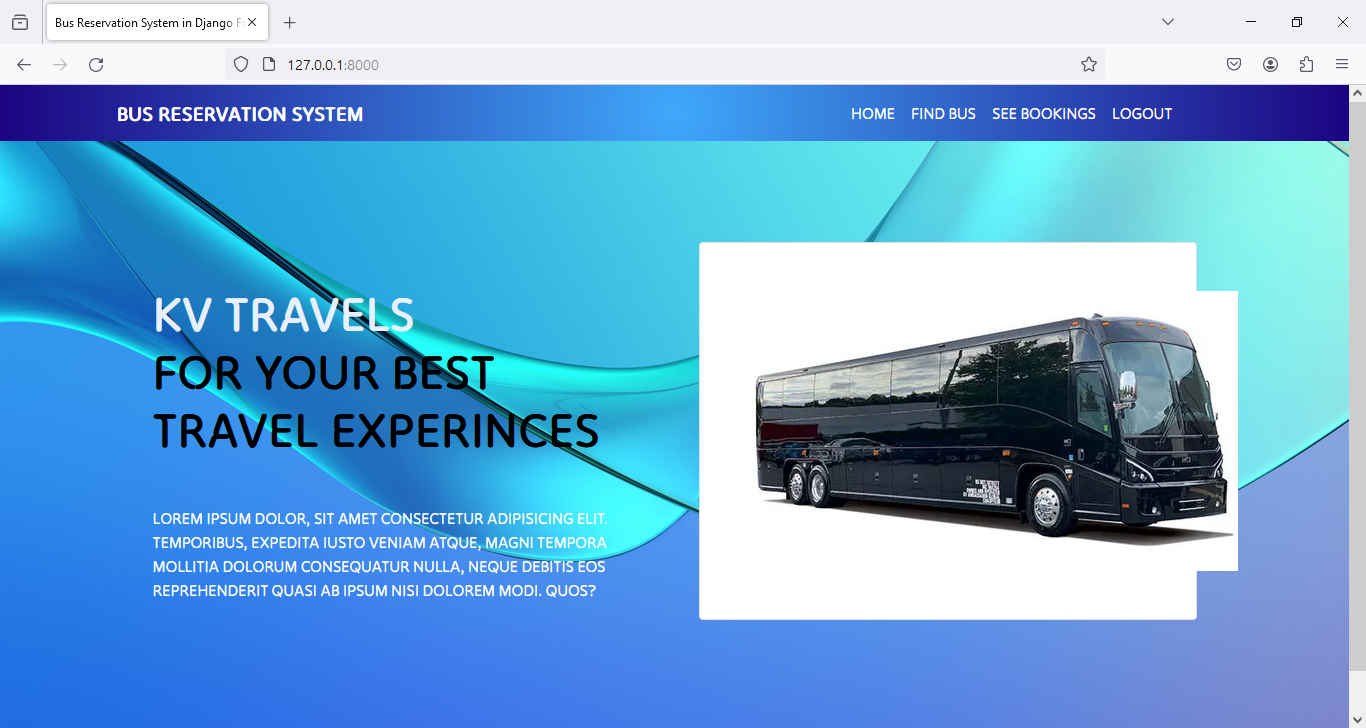 Bus Reservation System in Django
127.0.0.1:8000
BUS RESERVATION SYSTEM
HOME FIND BUS SEE BOOKINGS LOGOUT
KV TRAVELS
FOR YOUR BEST
TRAVEL EXPERINCES
LOREM IPSUM DOLOR, SIT AMET CONSECTETUR ADIPISICING ELIT.
TEMPORIBUS, EXPEDITA IUSTO VENIAM ATQUE, MAGNI TEMPORA
MOLLITIA DOLORUM CONSEQUATUR NULLA, NEQUE DEBITIS EOS
REPREHENDERIT QUASI AB IPSUM NISI DOLOREM MODI. QUOS?